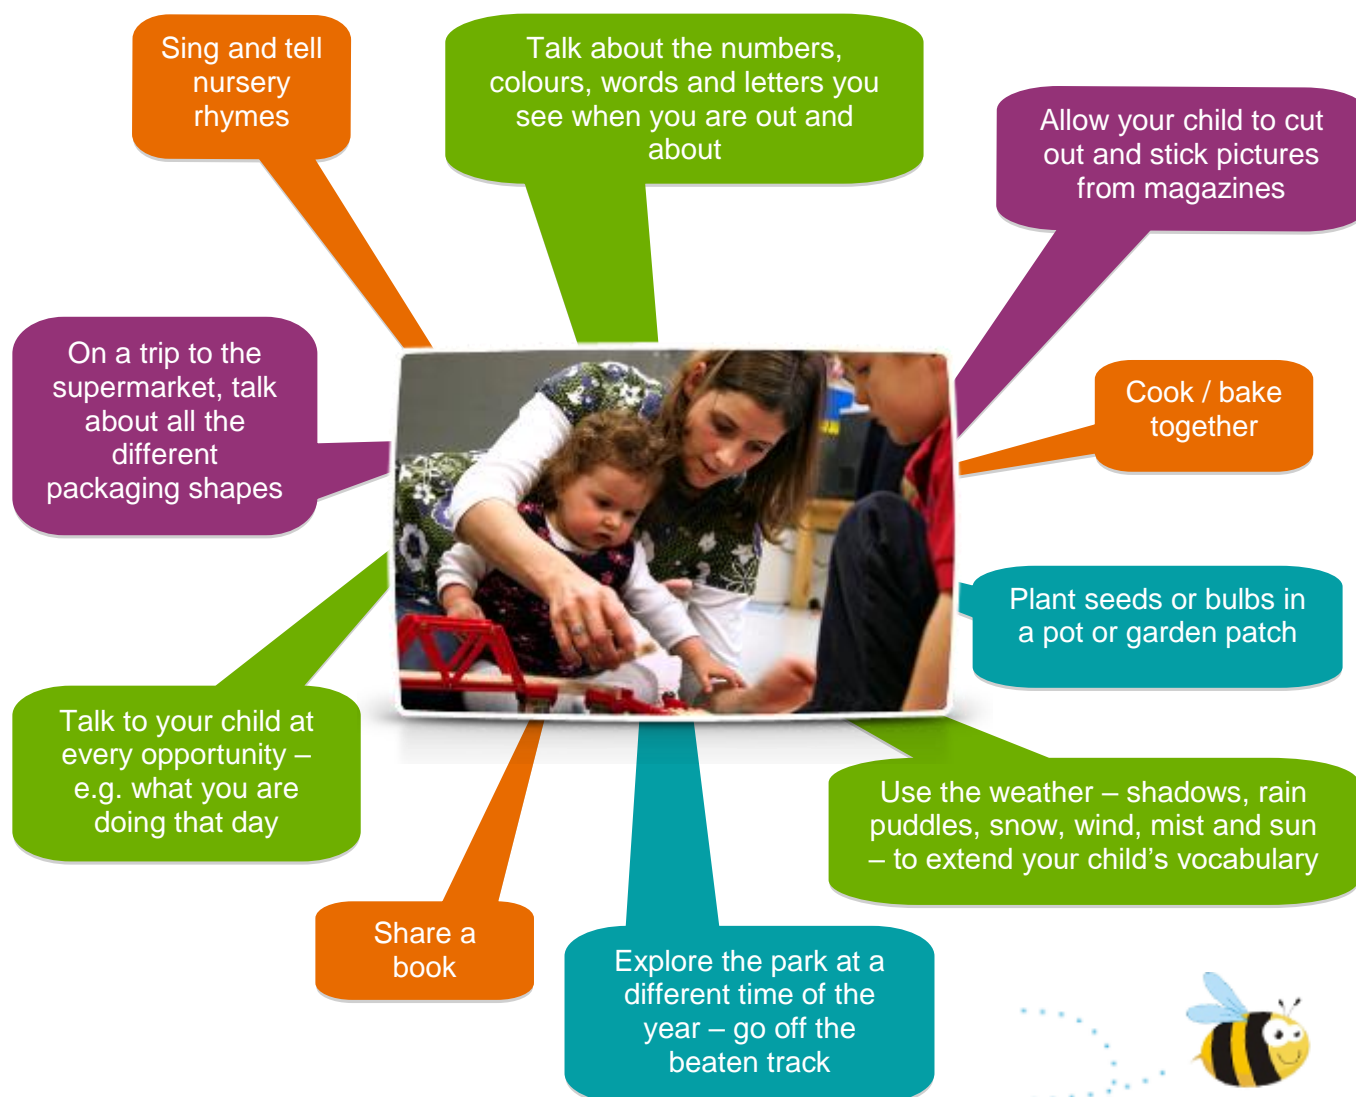 Sing and tell
nursery
rhymes
Talk about the numbers,
colours, words and letters you
see when you are out and
about
Allow your child to cut
out and stick pictures
from magazines
On a trip to the
supermarket, talk
about all the
different
packaging shapes
Cook / bake
together
Plant seeds or bulbs in
a pot or garden patch
Talk to your child at
every opportunity –
e.g. what you are
doing that day
Use the weather – shadows, rain
puddles, snow, wind, mist and sun
– to extend your child’s vocabulary
Share a
book
Explore the park at a
different time of the
year – go off the
beaten track